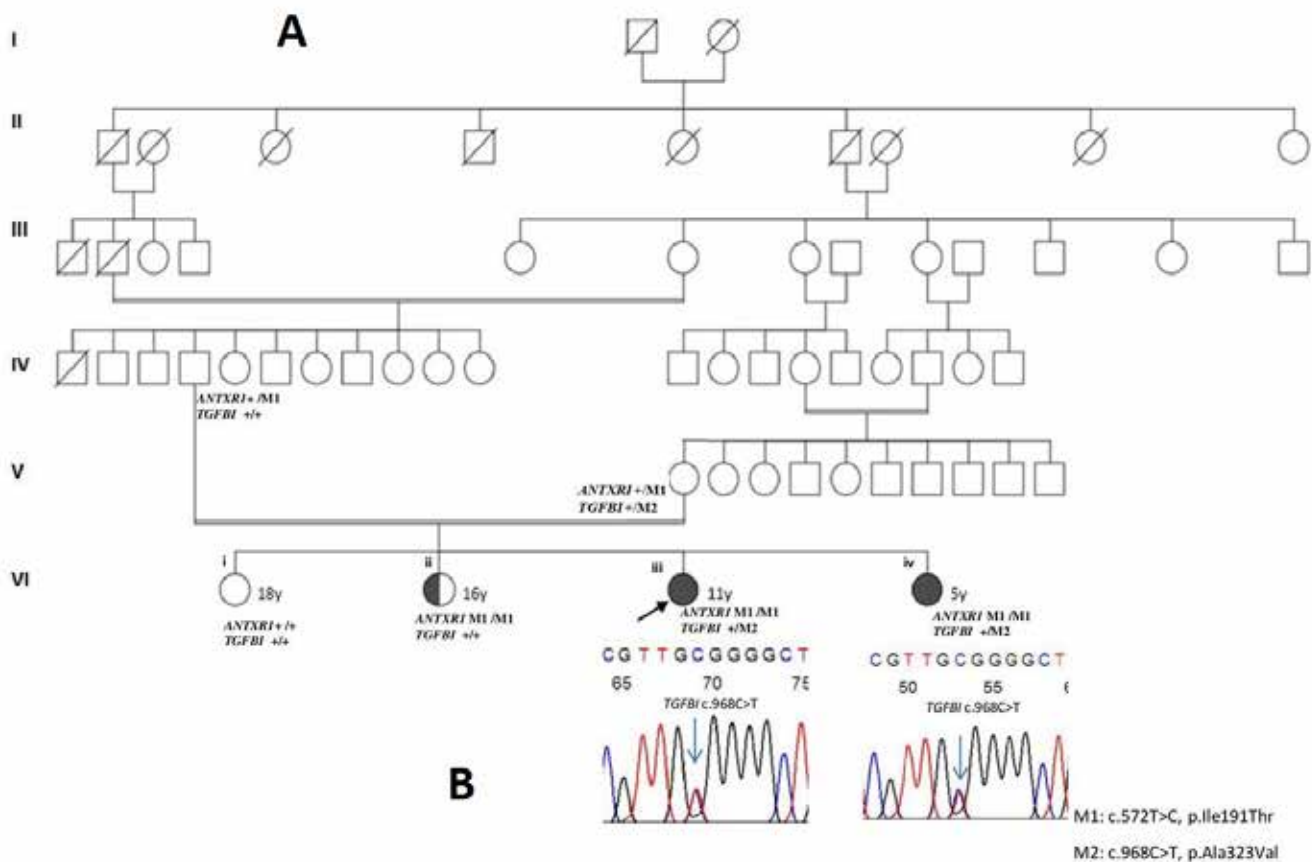 A
I
II
III
IV
ANTXR1+/M1
TGFBI +/+
V
ANTXR1+/M1
TGFBI+/M2
VI
i
18y
ANTXR1+/+
TGFBI +/+
ii
16y
ANTXR1 M1/M1
TGFBI +/+
iii
11y
ANTXR1 M1/M1
TGFBI +/M2
iv
5y
ANTXR1 M1/M1
TGFBI +/M2
C G T T G C G G G G C T
65 70 75
TGFBI c.968C>T
C G T T G C G G G G C T
50 55 6
TGFBI c.968C>T
B
M1: c.572T>C, p.Ile191Thr
M2: c.968C>T, p.Ala323Val